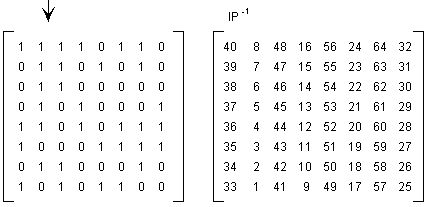 IP -1
1 1 1 1 0 1 1 0 40 8 48 16 56 24 64 32
0 1 1 0 1 0 1 0 39 7 47 15 55 23 63 31
0 1 1 0 0 0 0 0 38 6 46 14 54 22 62 30
0 1 0 1 0 0 0 1 37 5 45 13 53 21 61 29
1 1 0 1 0 1 1 1 36 4 44 12 52 20 60 28
1 0 0 0 1 1 1 1 35 3 43 11 51 19 59 27
0 1 1 0 0 0 1 0 34 2 42 10 50 18 58 26
1 0 1 0 1 1 0 0 33 1 41 9 49 17 57 25